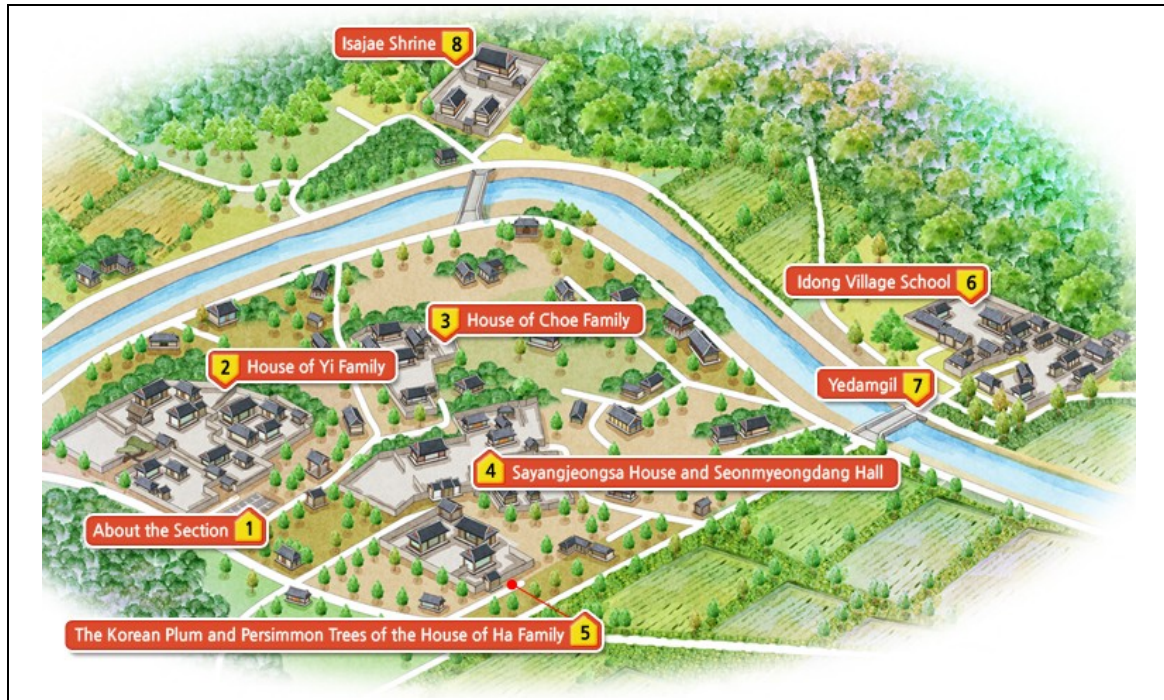 Isajae Shrine 8
Idong Village School 6
3 House of Choe Family
2 House of Yi Family
Yedamgil 7
4 Sayangjeongsa House and Seonmyeongdang Hall
About the Section 1
The Korean Plum and Persimmon Trees of the House of Ha Family 5